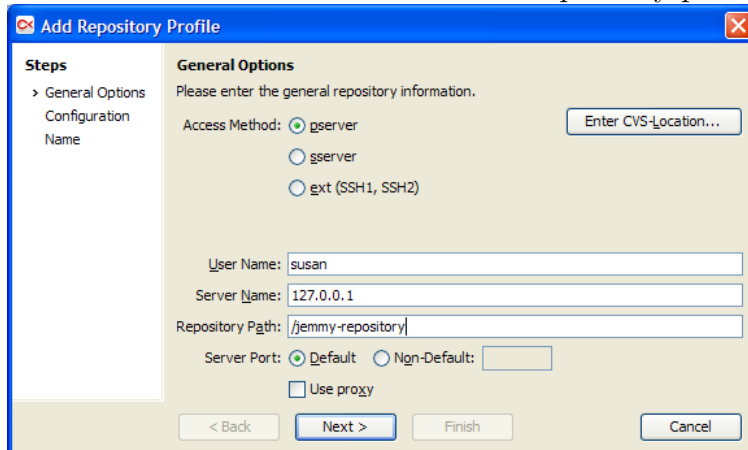 Add Repository Profile
Steps
> General Options
Configuration
Name
General Options
Please enter the general repository information.
Access Method: pserver
Enter CVS-Location...
sserver
ext (SSH1, SSH2)
User Name: susan
Server Name: 127.0.0.1
Repository Path: /jemmy-repository
Server Port: Default Non-Default:
Use proxy
< Back Next > Finish Cancel